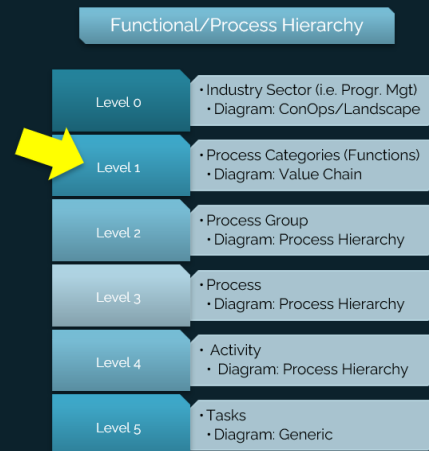 Functional/Process Hierarchy
Level 0
• Industry Sector (i.e. Progr. Mgt)
• Diagram: ConOps/Landscape
Level 1
• Process Categories (Functions)
• Diagram: Value Chain
Level 2
• Process Group
• Diagram: Process Hierarchy
Level 3
• Process
• Diagram: Process Hierarchy
Level 4
• Activity
• Diagram: Process Hierarchy
Level 5
• Tasks
• Diagram: Generic